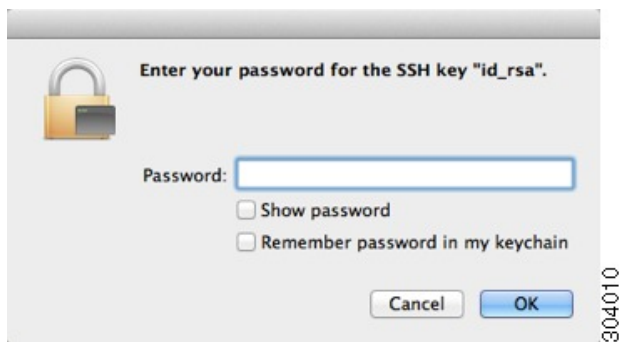 Enter your password for the SSH key "id_rsa".
Password:
Show password
Remember password in my keychain
Cancel
OK
304010